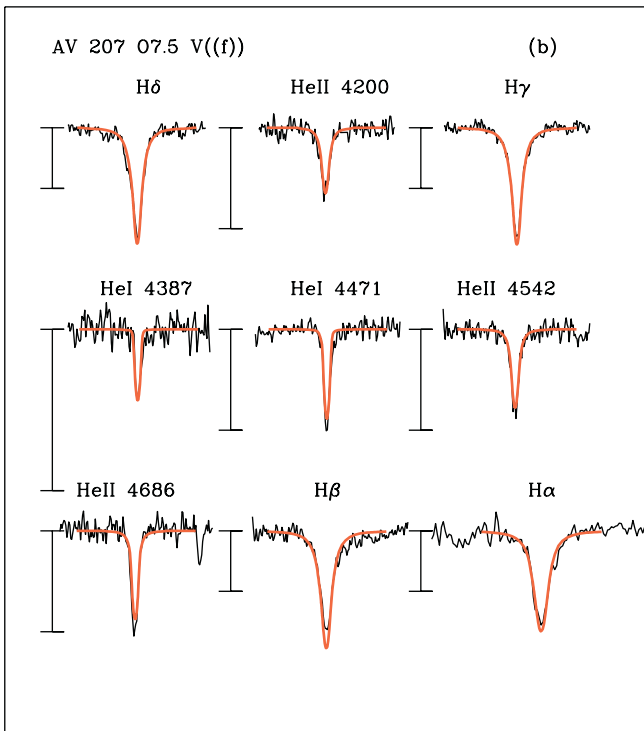 AV 207 O7.5 V((f)) (b)
Hδ HeII 4200 Hγ
HeI 4387 HeI 4471 HeII 4542
HeII 4686 Hβ Hα